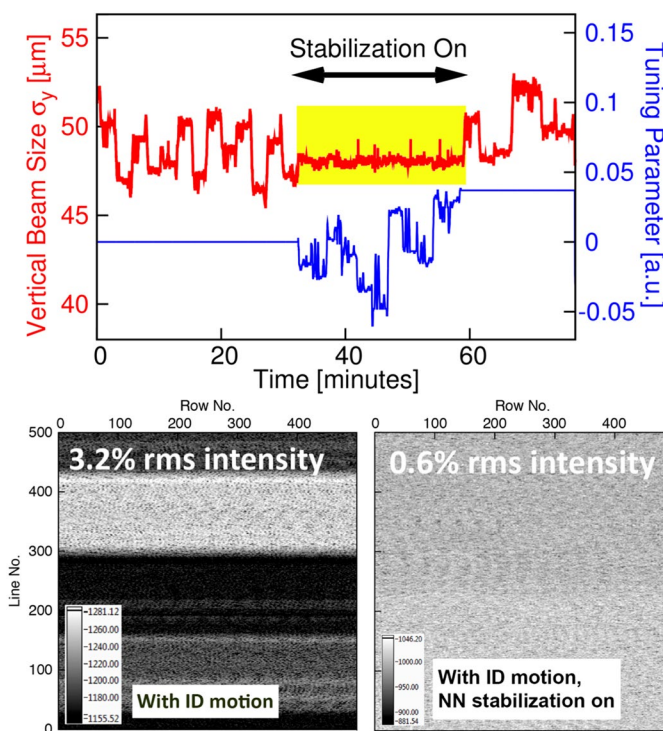 Stabilization On
Vertical Beam Size σy [μm]
55
50
45
40
0.15
0.1
0.05
0
-0.05
Tuning Parameter [a.u.]
0 20 40 60
Time [minutes]
Row No.
0 100 200 300 400
Line No.
500
400
300
200
100
0
3.2% rms intensity
1281.12
1260.00
1240.00
1220.00
1200.00
1180.00
1155.52
With ID motion
Row No.
0 100 200 300 400
0.6% rms intensity
1046.20
1000.00
950.00
900.00
881.54
With ID motion,
NN stabilization on